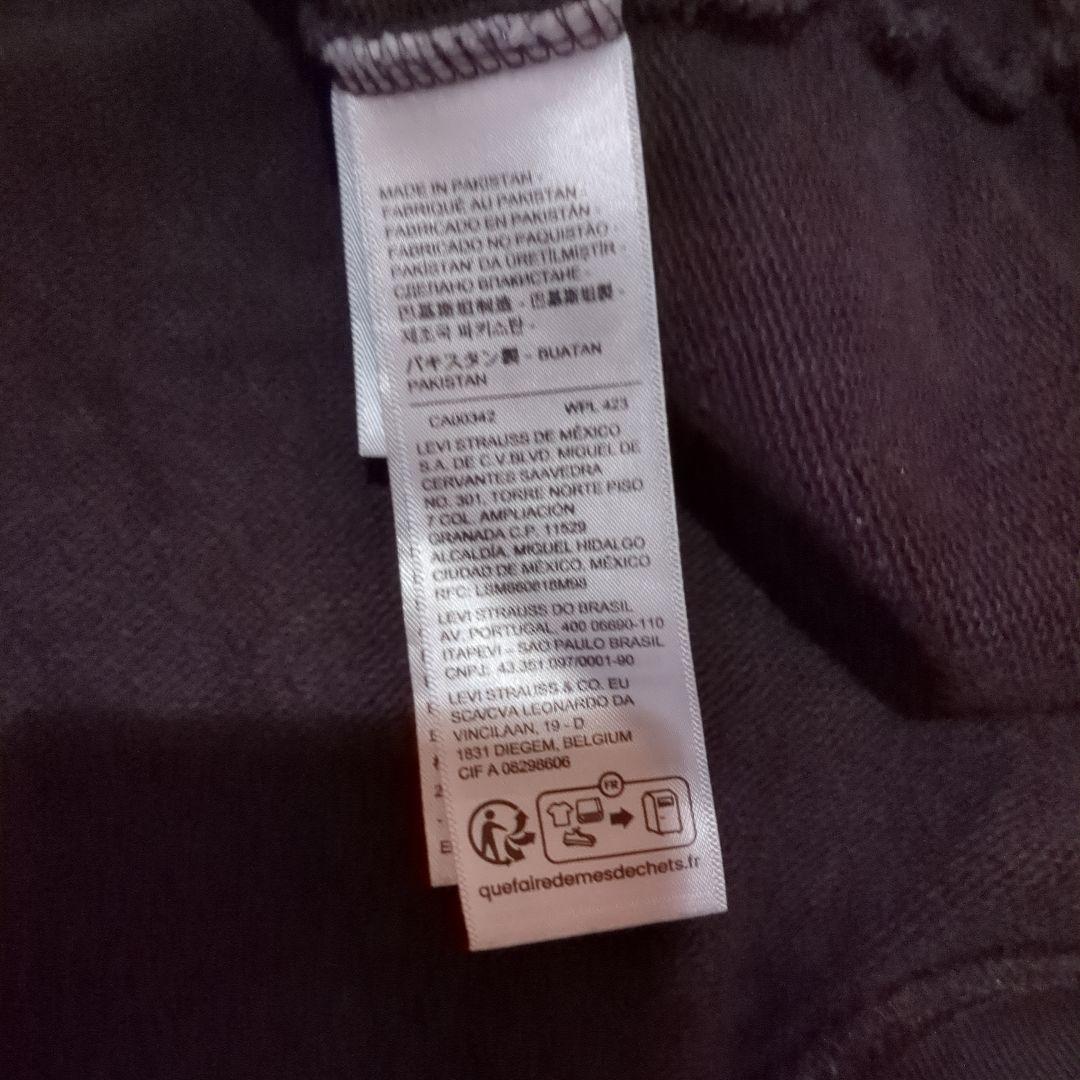 MADE IN PAKISTAN -
FABRIQUÉ AU PAKISTAN -
FABRICADO EN PAKISTÁN -
FABRICADO NO PAQUISTÃO -
PAKİSTAN' DA ÜRETİLMİŞTİR -
СДЕЛАНО ВПАКИСТАНЕ -
巴基斯坦制造 - 巴基斯坦製 -
제조국 파키스탄 -
パキスタン製 - BUATAN
PAKISTAN
CA00342 WPL 423
LEVI STRAUSS DE MÉXICO
S.A. DE C.V.BLVD. MIGUEL DE
CERVANTES SAAVEDRA
NO. 301, TORRE NORTE PISO
7 COL. AMPLIACIÓN
GRANADA C.P. 11529
ALCALDÍA, MIGUEL HIDALGO
CIUDAD DE MÉXICO, MÉXICO
RFC:
LEVI STRAUSS DO BRASIL
AV. PORTUGAL, 400 06690-110
ITAPEVI - SAO PAULO BRASIL
CNPJ: 43.351.097/0001-90
LEVI STRAUSS & CO. EU
SCA/CVA LEONARDO DA
VINCILAAN, 19 - D
1831 DIEGEM, BELGIUM
CIF A 08298606
FR
quefairedemesdechets.fr